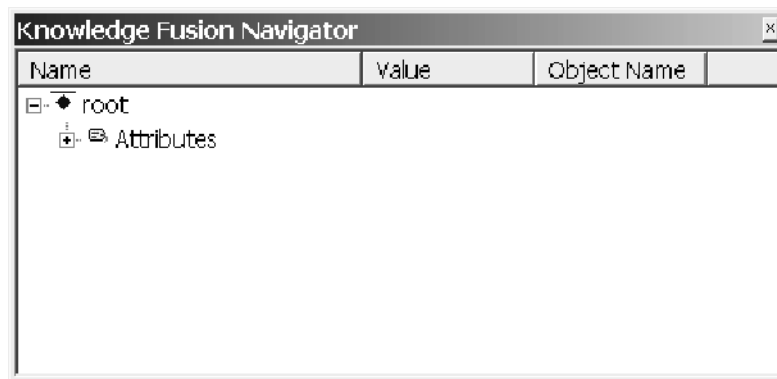 Knowledge Fusion Navigator
Name Value Object Name
root
Attributes